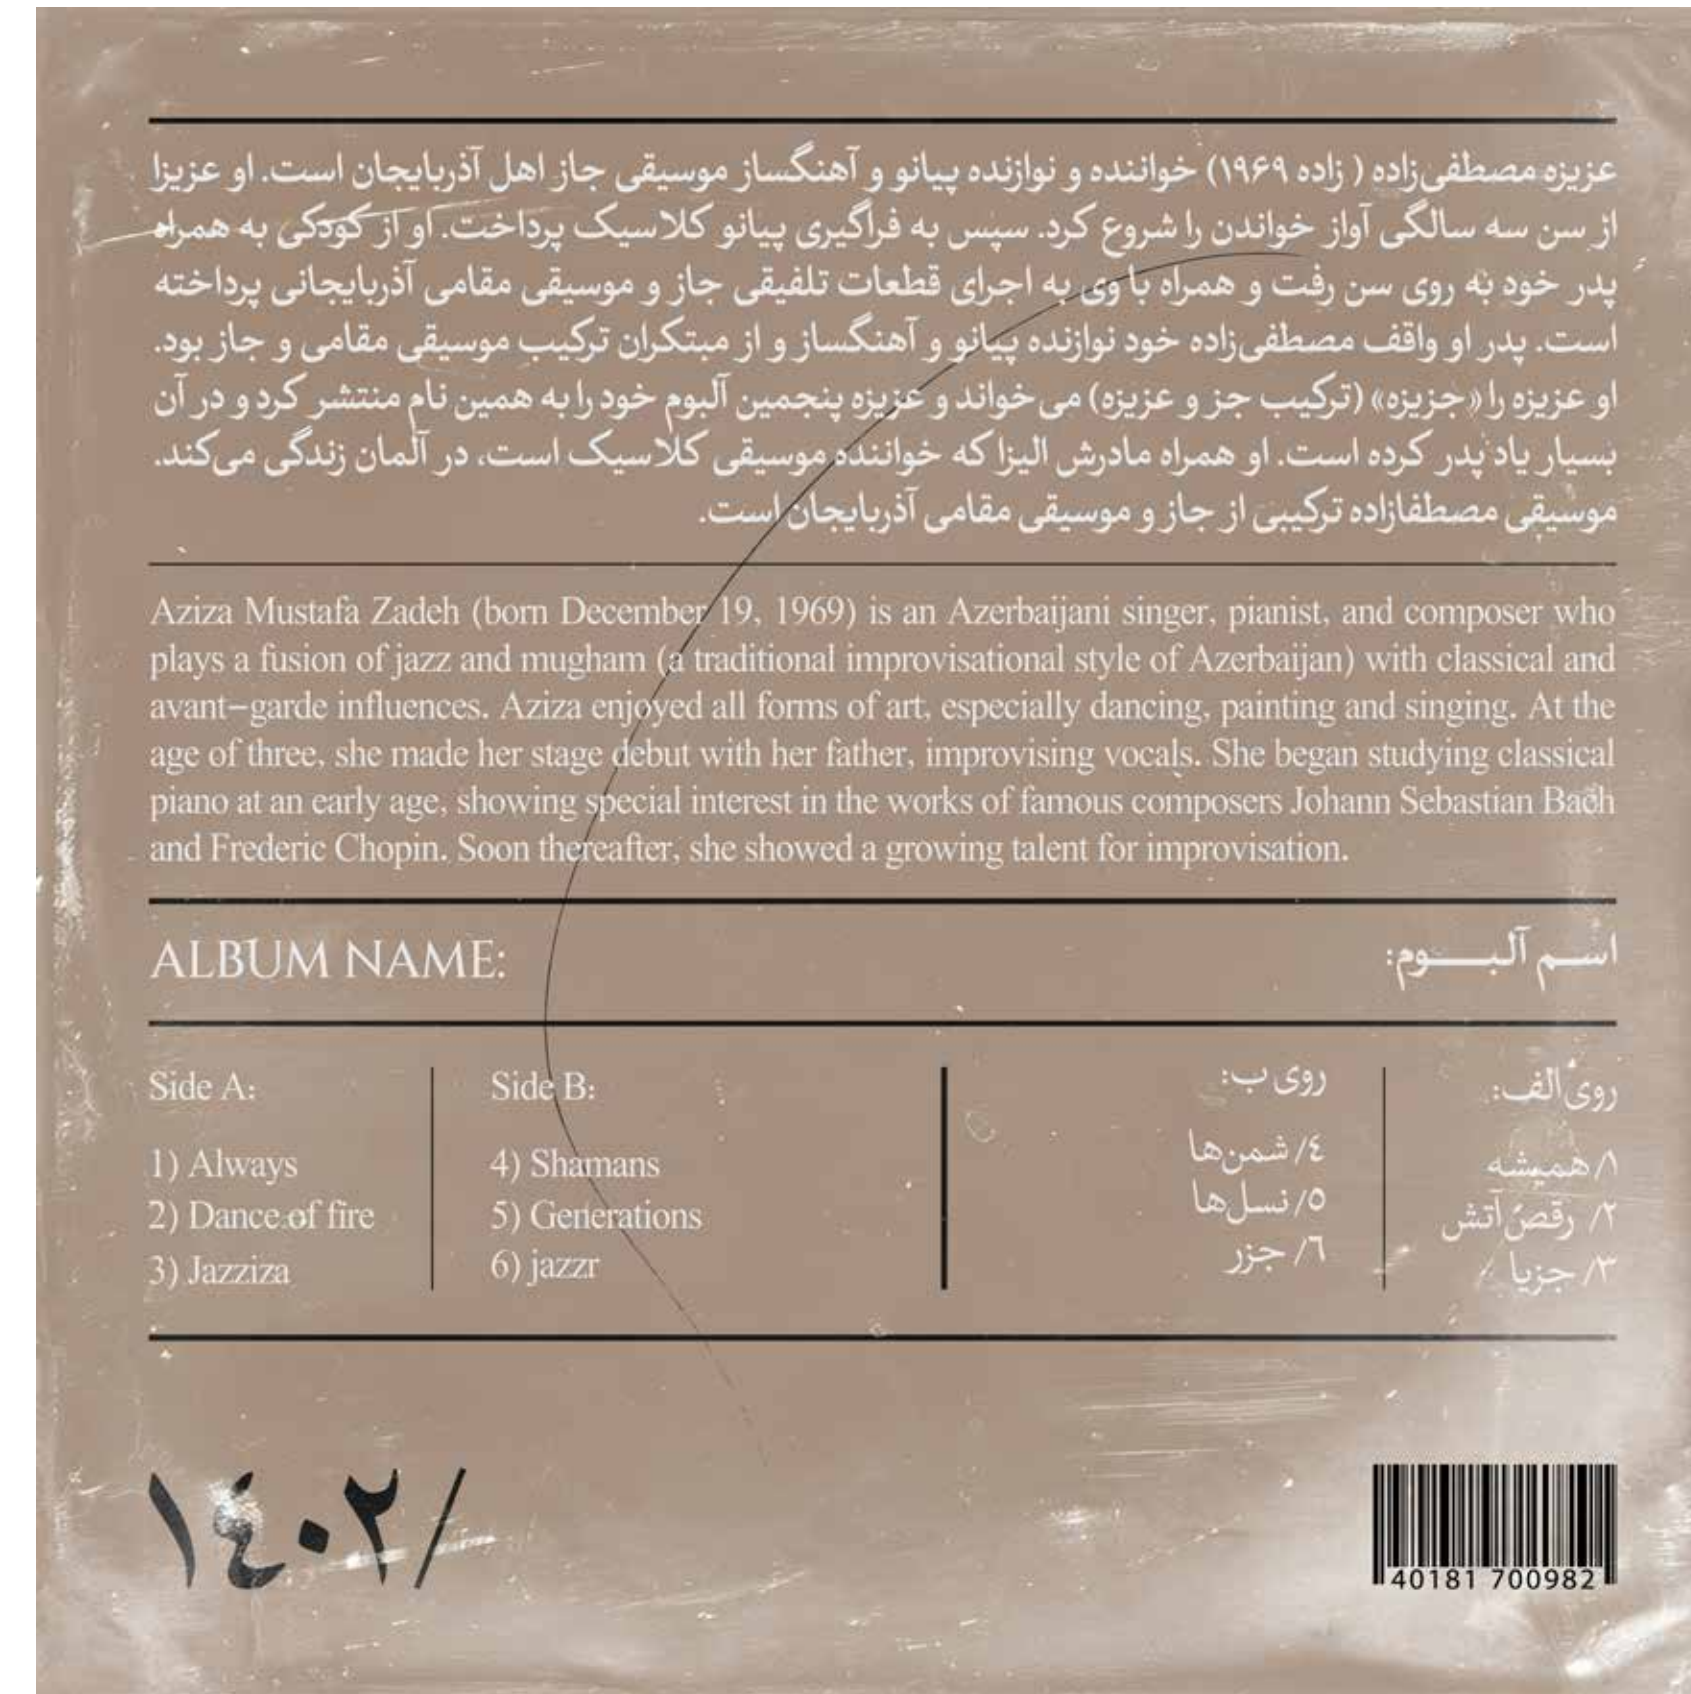 عزیزه مصطفی‌زاده ( زاده ۱۹۶۹) خواننده و نوازنده پیانو و آهنگساز موسیقی جاز اهل آذربایجان است. او عزیزا
از سن سه سالگی آواز خواندن را شروع کرد. سپس به فراگیری پیانو کلاسیک پرداخت. او از کودکی به همراه
پدر خود به روی سن رفت و همراه با وی به اجرای قطعات تلفیقی جاز و موسیقی مقامی آذربایجانی پرداخته
است. پدر او واقف مصطفی‌زاده خود نوازنده پیانو و آهنگساز و از مبتکران ترکیب موسیقی مقامی و جاز بود.
او عزیزه را «جزیزه» (ترکیب جز و عزیزه) می‌خواند و عزیزه پنجمین آلبوم خود را به همین نام منتشر کرد و در آن
بسیار یاد پدر کرده است. او همراه مادرش الیزا که خواننده موسیقی کلاسیک است، در آلمان زندگی می‌کند.
موسیقی مصطفازاده ترکیبی از جاز و موسیقی مقامی آذربایجان است.
Aziza Mustafa Zadeh (born December 19, 1969) is an Azerbaijani singer, pianist, and composer who
plays a fusion of jazz and mugham (a traditional improvisational style of Azerbaijan) with classical and
avant–garde influences. Aziza enjoyed all forms of art, especially dancing, painting and singing. At the
age of three, she made her stage debut with her father, improvising vocals. She began studying classical
piano at an early age, showing special interest in the works of famous composers Johann Sebastian Bach
and Frederic Chopin. Soon thereafter, she showed a growing talent for improvisation.
ALBUM NAME:
اسم آلبـــوم:
Side A:
1) Always
2) Dance of fire
3) Jazziza
Side B:
4) Shamans
5) Generations
6) jazzr
روی الف:
۱/ همیشه
۲/ رقص آتش
۳/ جزیا
روی ب:
٤/ شمن‌ها
٥/ نسل‌ها
٦/ جزر
١٤٠٢/
40181 700982